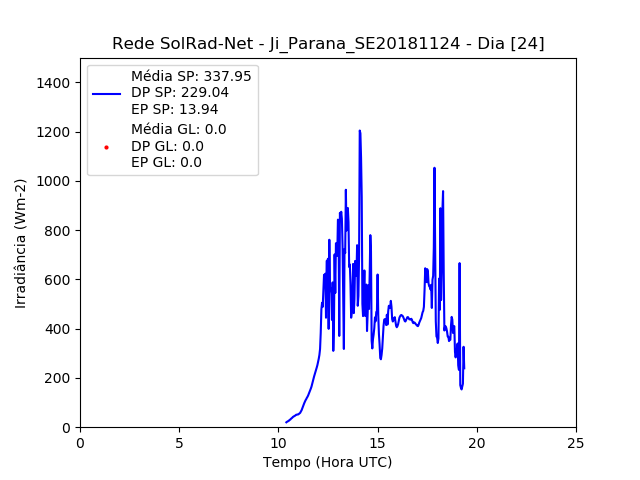 Rede SolRad-Net - Ji_Parana_SE20181124 - Dia [24]
Média SP: 337.95
DP SP: 229.04
EP SP: 13.94
Média GL: 0.0
DP GL: 0.0
EP GL: 0.0
Irradiância (Wm-2)
1400
1200
1000
800
600
400
200
0
0 5 10 15 20 25
Tempo (Hora UTC)